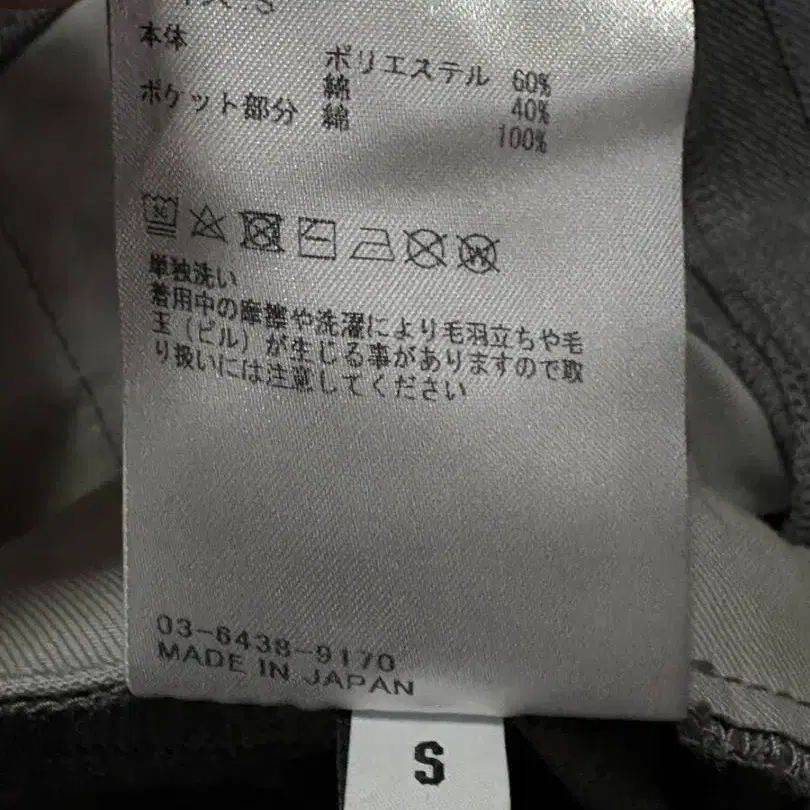 サイズ:S
本体 ポリエステル 60%
綿 40%
ポケット部分 綿 100%
単独洗い
着用中の摩擦や洗濯により毛羽立ちや毛
玉(ピル)が生じる事がありますので取
り扱いには注意してください
03-6438-9170
MADE IN JAPAN
S